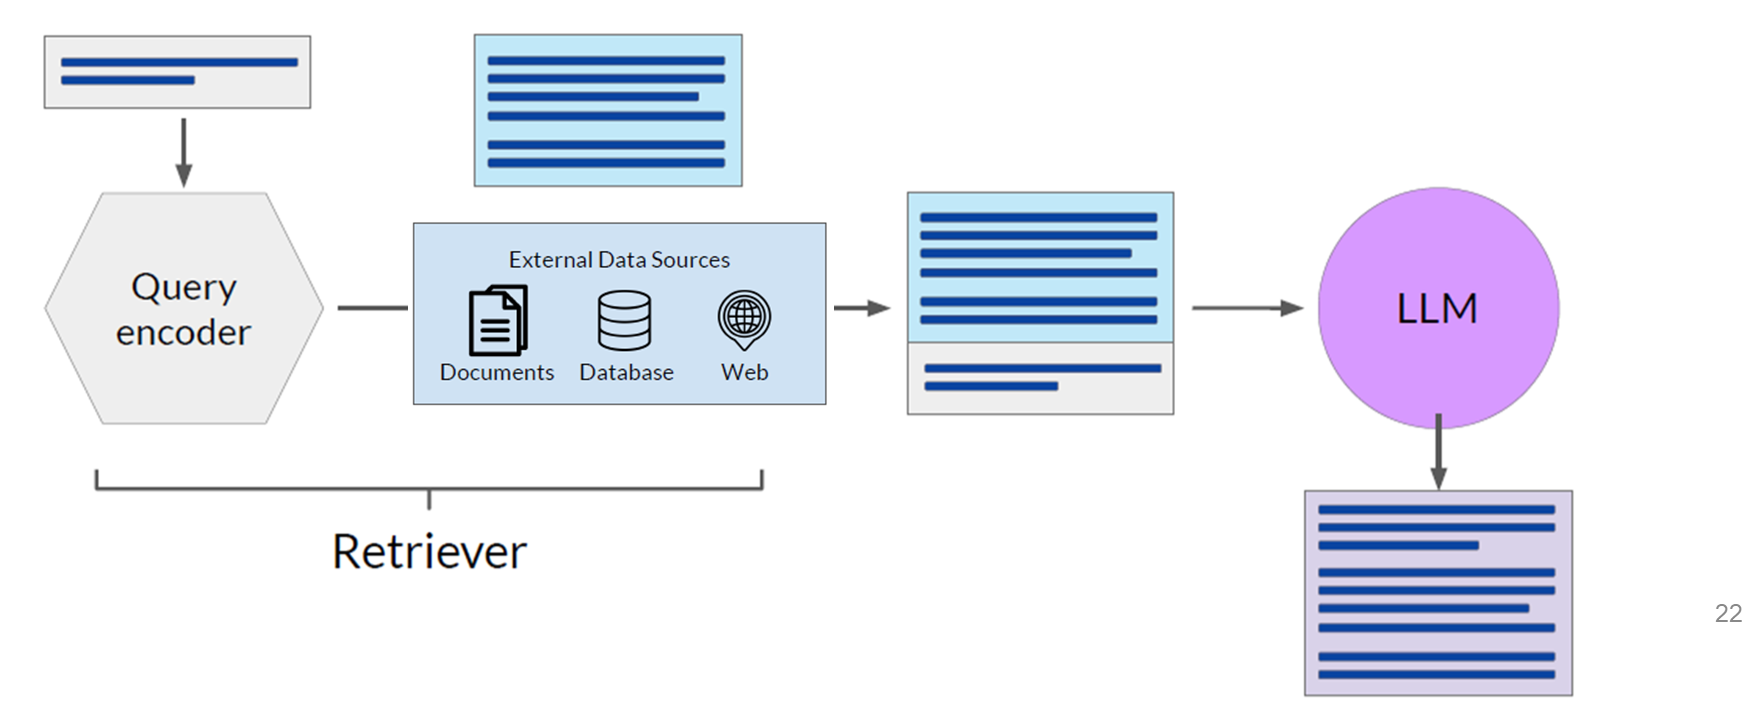 Query
encoder
External Data Sources
Documents
Database
Web
LLM
Retriever
22